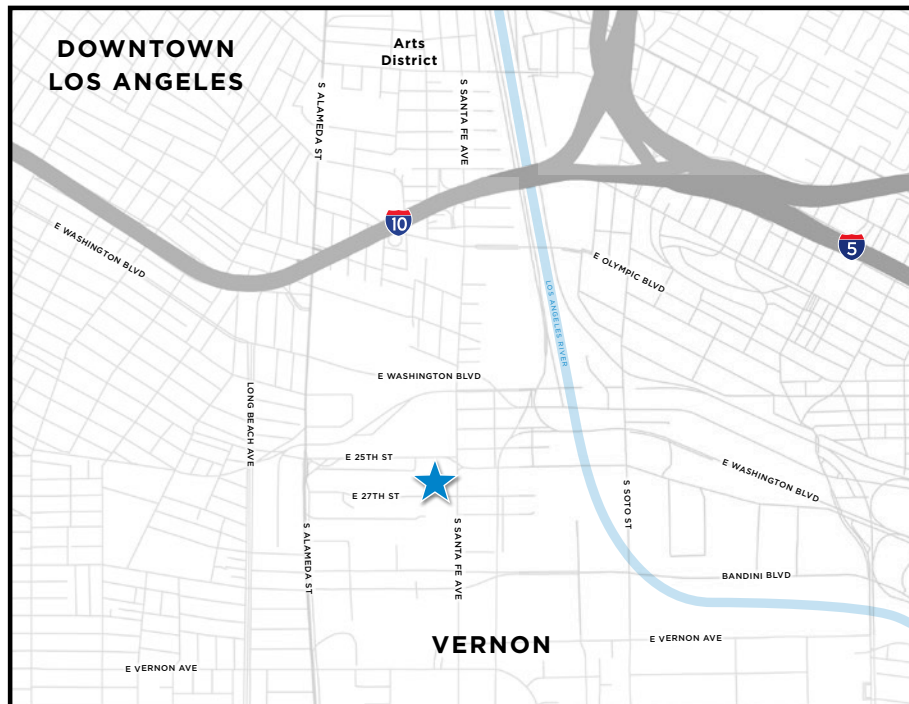 DOWNTOWN
LOS ANGELES
Arts
District
S ALAMEDA ST
S SANTA FE AVE
10
5
E WASHINGTON BLVD
E OLYMPIC BLVD
LOS ANGELES RIVER
E WASHINGTON BLVD
LONG BEACH AVE
E 25TH ST
E WASHINGTON BLVD
E 27TH ST
S SOTO ST
S ALAMEDA ST
S SANTA FE AVE
BANDINI BLVD
VERNON
E VERNON AVE
E VERNON AVE